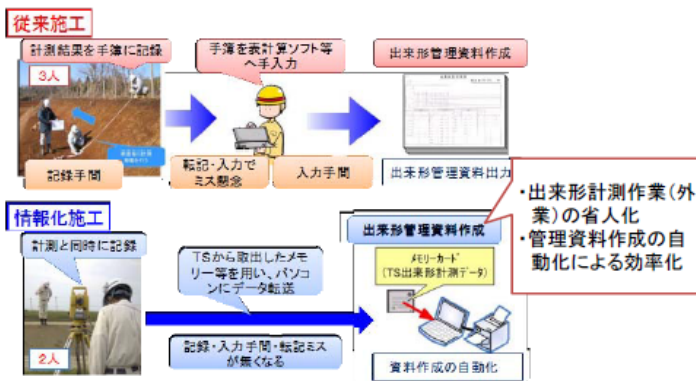 従来施工
計測結果を手簿に記録
3人
記録手間
手簿を表計算ソフト等
へ手入力
転記・入力で
ミス懸念
入力手間
出来形管理資料作成
出来形管理資料出力
・出来形計測作業(外
業)の省人化
・管理資料作成の自
動化による効率化
情報化施工
計測と同時に記録
2人
TSから取出したメモ
リー等を用い、パソコ
ンにデータ転送
記録・入力手間・転記ミス
が無くなる
出来形管理資料作成
メモリーカード
(TS出来形計測データ)
資料作成の自動化